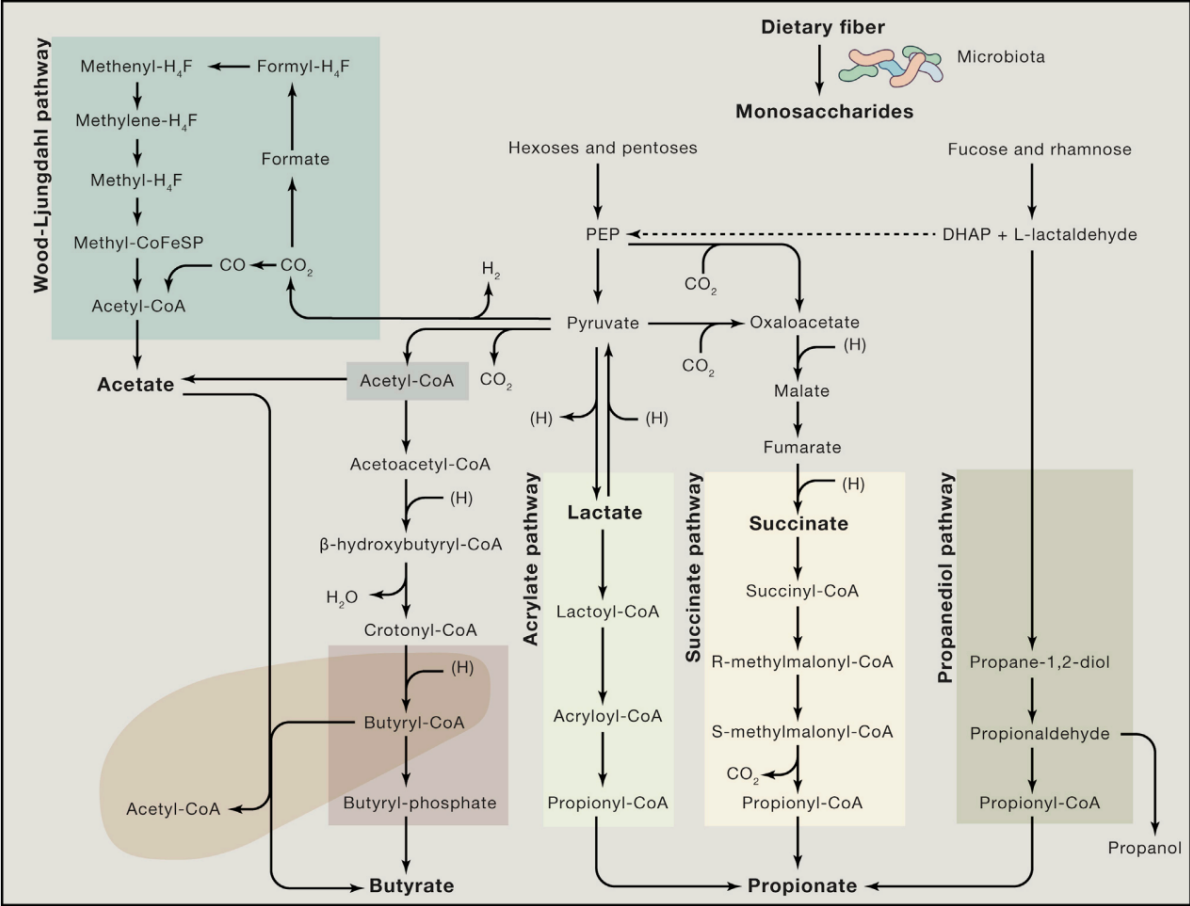 Dietary fiber
Microbiota
Monosaccharides
Wood-Ljungdahl pathway
Methenyl-H₄F
Formyl-H₄F
Methylene-H₄F
Formate
Methyl-H₄F
Methyl-CoFeSP
CO
CO₂
Acetyl-CoA
Hexoses and pentoses
Fucose and rhamnose
PEP
DHAP + L-lactaldehyde
H₂
CO₂
Pyruvate
Oxaloacetate
CO₂
(H)
Acetate
Acetyl-CoA
CO₂
Malate
(H)
(H)
Fumarate
Acetoacetyl-CoA
(H)
(H)
β-hydroxybutyryl-CoA
H₂O
Crotonyl-CoA
(H)
Butyryl-CoA
Acetyl-CoA
Butyryl-phosphate
Butyrate
Acrylate pathway
Lactate
Lactoyl-CoA
Acryloyl-CoA
Propionyl-CoA
Succinate pathway
Succinate
Succinyl-CoA
R-methylmalonyl-CoA
S-methylmalonyl-CoA
CO₂
Propionyl-CoA
Propanediol pathway
Propane-1,2-diol
Propionaldehyde
Propionyl-CoA
Propanol
Propionate